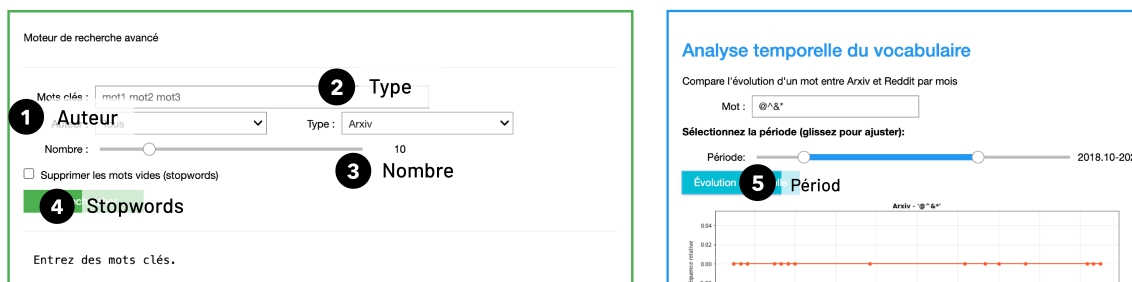 Moteur de recherche avancé
Mots clés : mot1 mot2 mot3
2 Type
1 Auteur
Type : Arxiv
Nombre : 10
3 Nombre
Supprimer les mots vides (stopwords)
4 Stopwords
Entrez des mots clés.
Analyse temporelle du vocabulaire
Compare l'évolution d'un mot entre Arxiv et Reddit par mois
Mot : @^&*
Sélectionnez la période (glissez pour ajuster):
Période: 2018.10-202
Évolution
5 Périod
Arxiv - '@^&*'
0.04
0.02
0.00